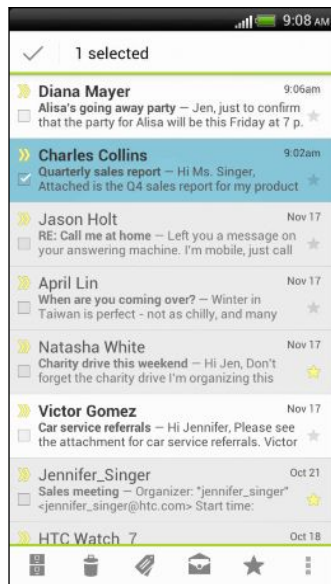 9:08 AM
1 selected
Diana Mayer 9:06am
Alisa's going away party – Jen, just to confirm
that the party for Alisa will be this Friday at 7 p.
Charles Collins 9:02am
Quarterly sales report – Hi Ms. Singer,
Attached is the Q4 sales report for my product
Jason Holt Nov 17
RE: Call me at home – Left you a message on
your answering machine. I'm mobile, just call
April Lin Nov 17
When are you coming over? – Winter in
Taiwan is perfect - not as chilly, and many
Natasha White Nov 17
Charity drive this weekend – Hi Jen, Don't
forget the charity drive I'm organizing this
Victor Gomez Nov 17
Car service referrals – Hi Jennifer, Please see
the attachment for car service referrals. Victor
Jennifer_Singer Oct 21
Sales meeting – Organizer: "jennifer_singer"
<jennifer_singer@htc.com> Start time:
HTC Watch 7 Oct 18